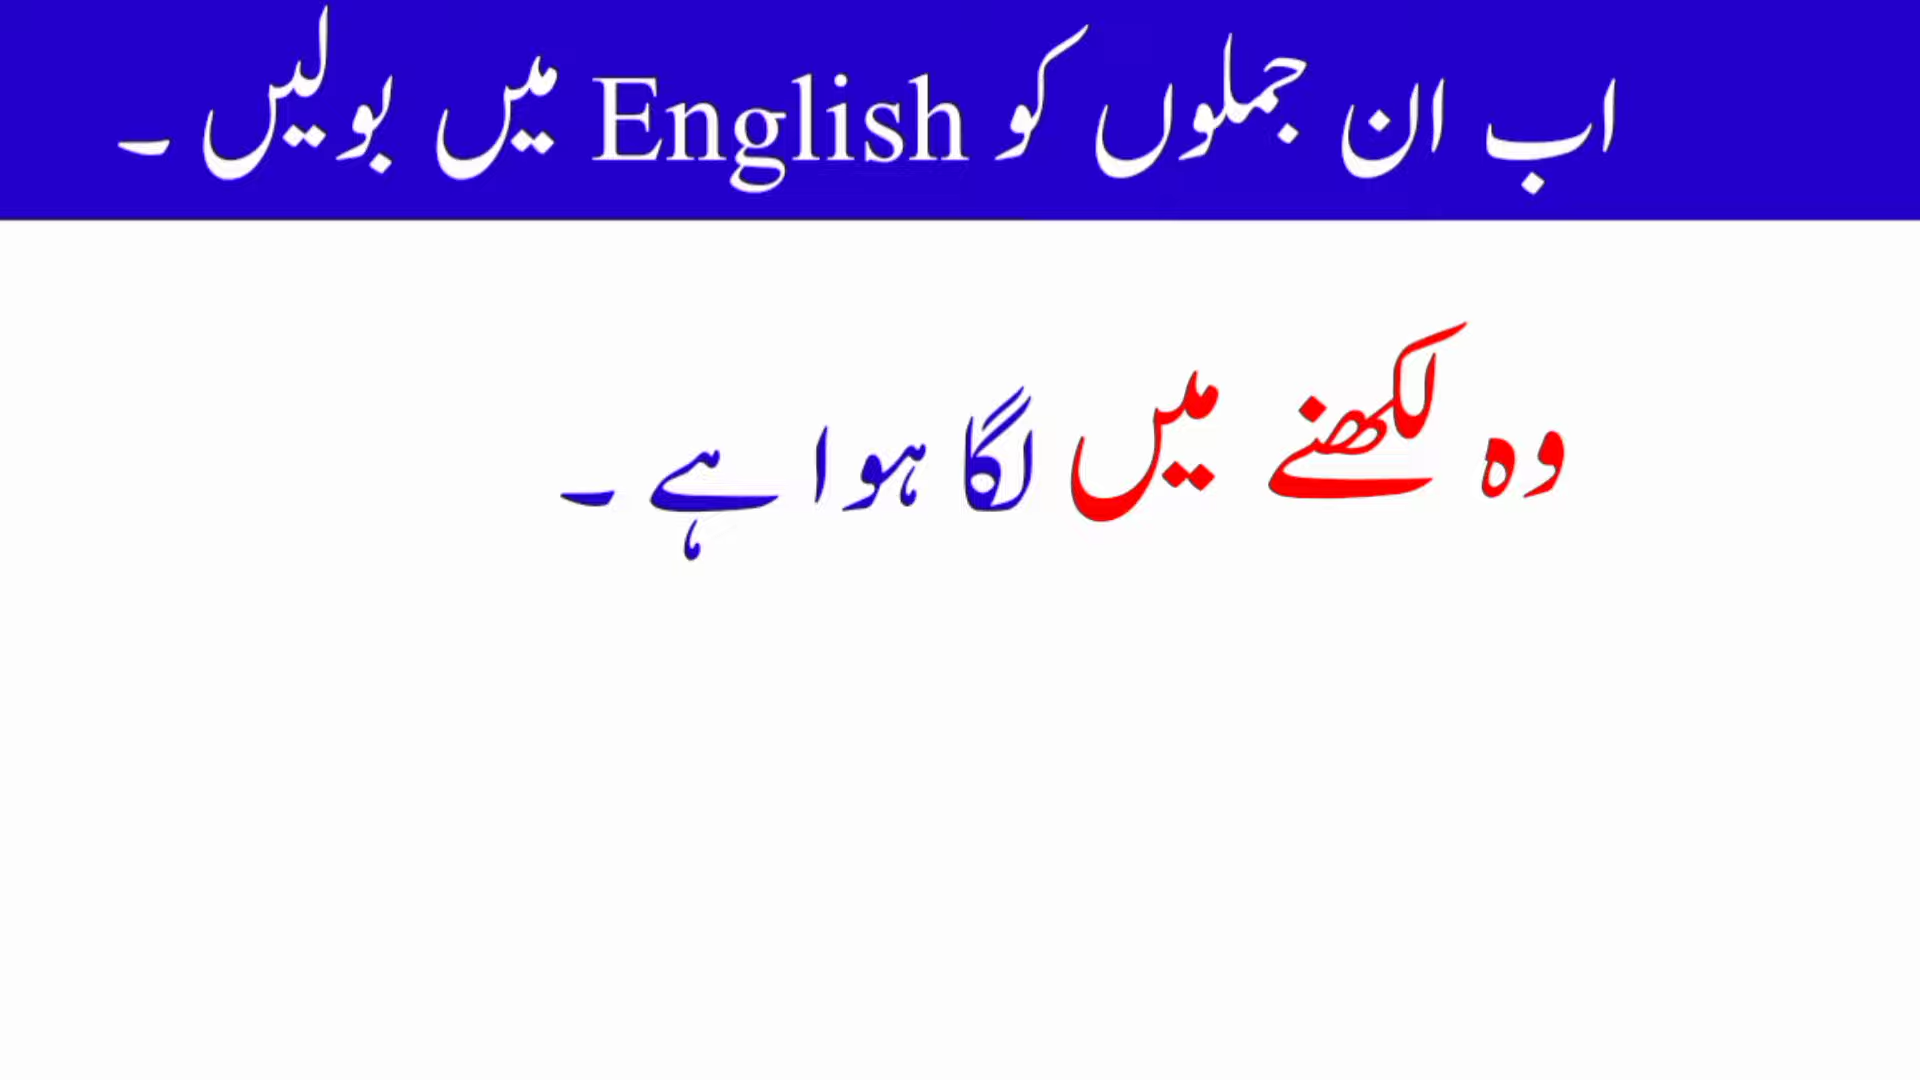 اب ان جملوں کو English میں بولیں ۔
وہ لکھنے میں لگا ہوا ہے ۔